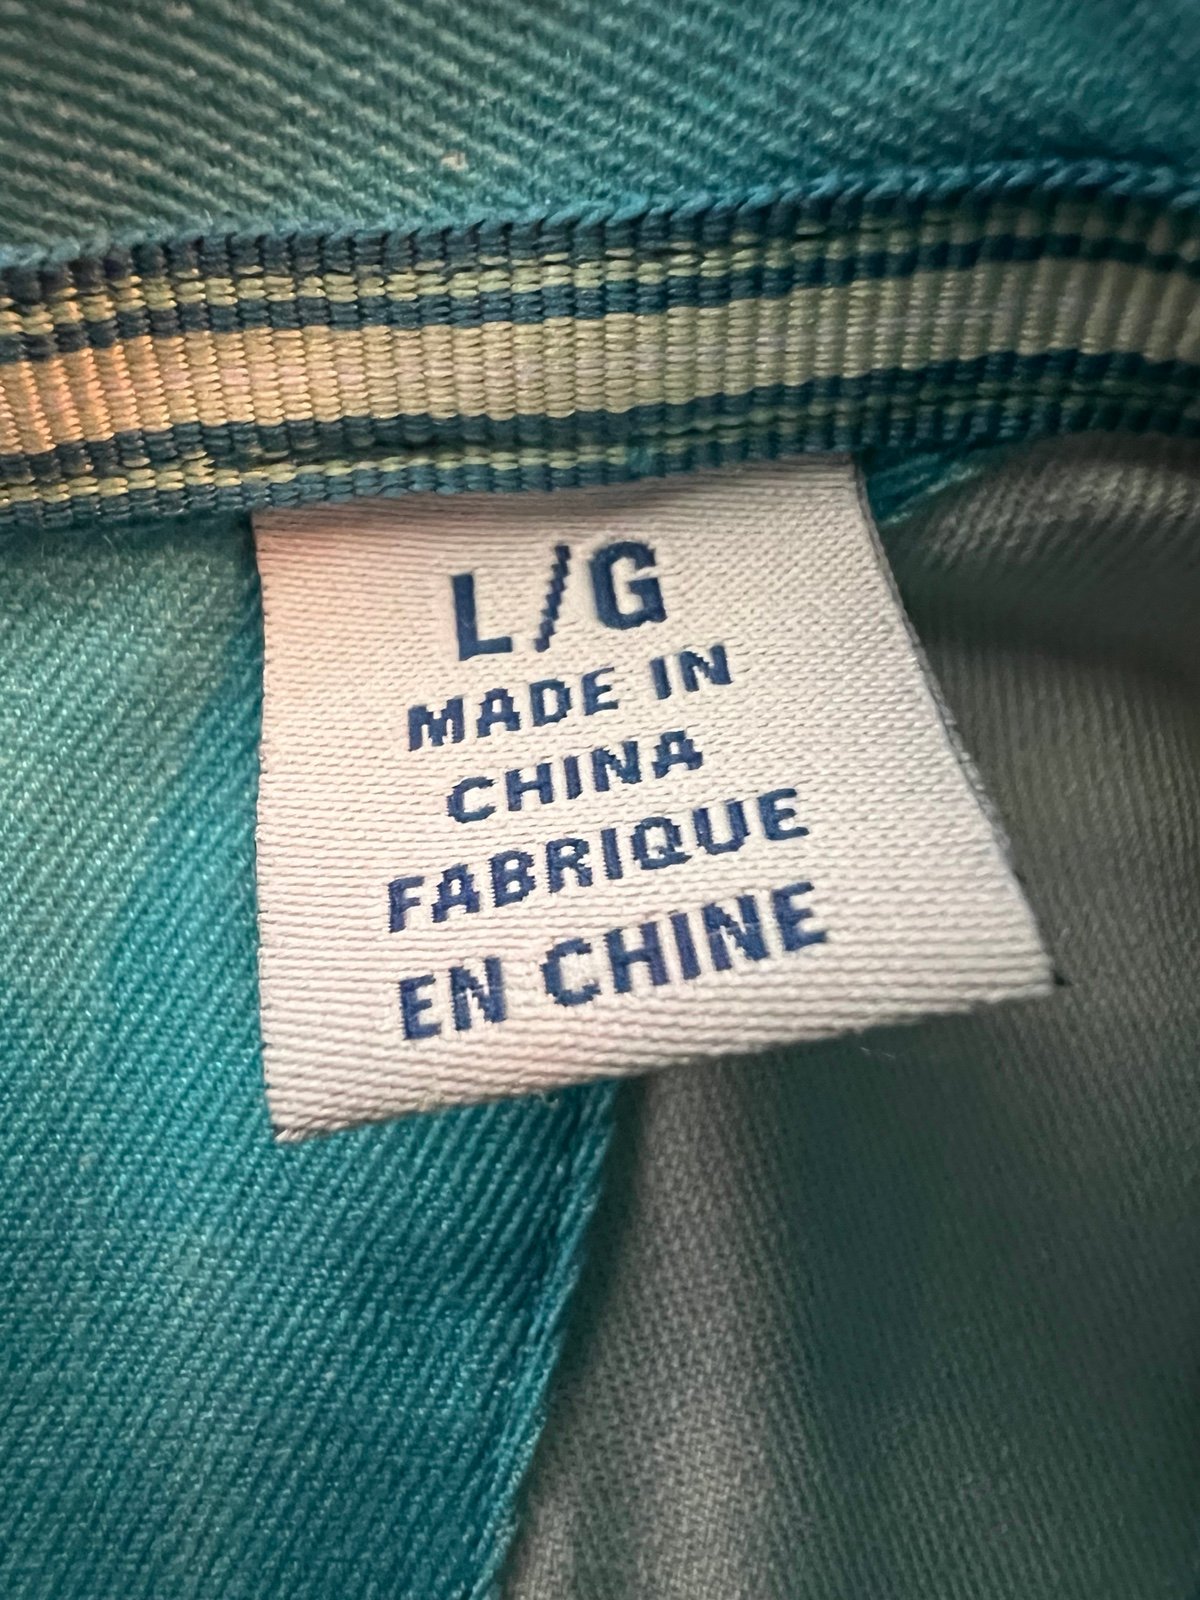 L/G
MADE IN
CHINA
FABRIQUE
EN CHINE